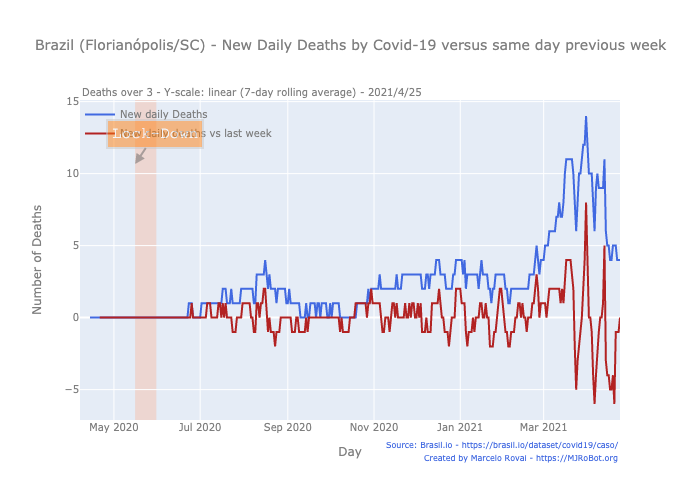 Brazil (Florianópolis/SC) - New Daily Deaths by Covid-19 versus same day previous week
Deaths over 3 - Y-scale: linear (7-day rolling average) - 2021/4/25
New daily Deaths
New daily deaths vs last week
Lock Down
15
10
5
0
−5
Number of Deaths
May 2020
Jul 2020
Sep 2020
Nov 2020
Jan 2021
Mar 2021
Day
Source: Brasil.io - https://brasil.io/dataset/covid19/caso/
Created by Marcelo Rovai - https://MJRoBot.org